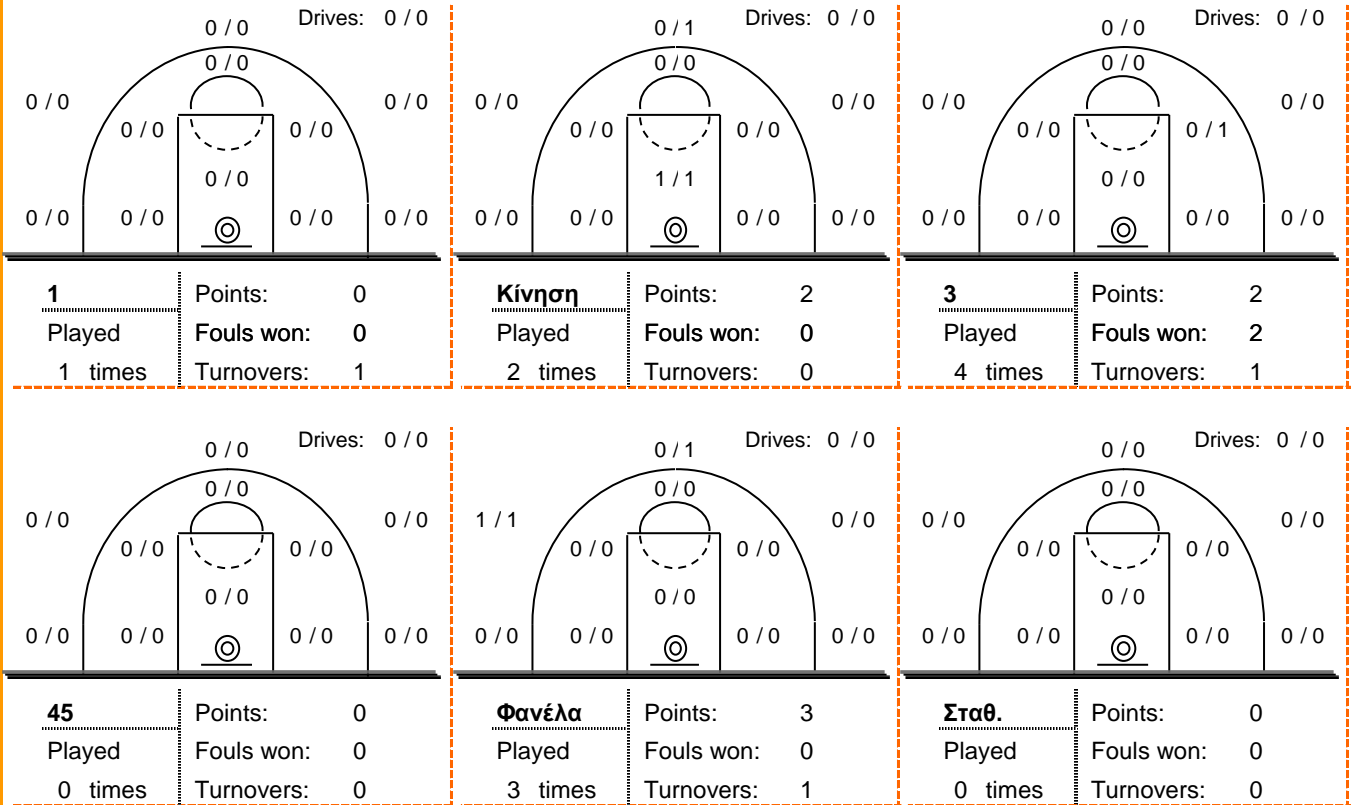 0 / 0 Drives: 0 / 0
0 / 0
0 / 0 0 / 0
0 / 0 0 / 0
0 / 0
0 / 0 0 / 0 0 / 0 0 / 0
1 Points: 0
Played Fouls won: 0
1 times Turnovers: 1
0 / 1 Drives: 0 / 0
0 / 0
0 / 0 0 / 0
0 / 0 0 / 0
1 / 1
0 / 0 0 / 0 0 / 0 0 / 0
Κίνηση Points: 2
Played Fouls won: 0
2 times Turnovers: 0
0 / 0 Drives: 0 / 0
0 / 0
0 / 0 0 / 0
0 / 0 0 / 1
0 / 0
0 / 0 0 / 0 0 / 0 0 / 0
3 Points: 2
Played Fouls won: 2
4 times Turnovers: 1
0 / 0 Drives: 0 / 0
0 / 0
0 / 0 0 / 0
0 / 0 0 / 0
0 / 0
0 / 0 0 / 0 0 / 0 0 / 0
45 Points: 0
Played Fouls won: 0
0 times Turnovers: 0
0 / 1 Drives: 0 / 0
0 / 0
1 / 1 0 / 0
0 / 0 0 / 0
0 / 0
0 / 0 0 / 0 0 / 0 0 / 0
Φανέλα Points: 3
Played Fouls won: 0
3 times Turnovers: 1
0 / 0 Drives: 0 / 0
0 / 0
0 / 0 0 / 0
0 / 0 0 / 0
0 / 0
0 / 0 0 / 0 0 / 0 0 / 0
Σταθ. Points: 0
Played Fouls won: 0
0 times Turnovers: 0